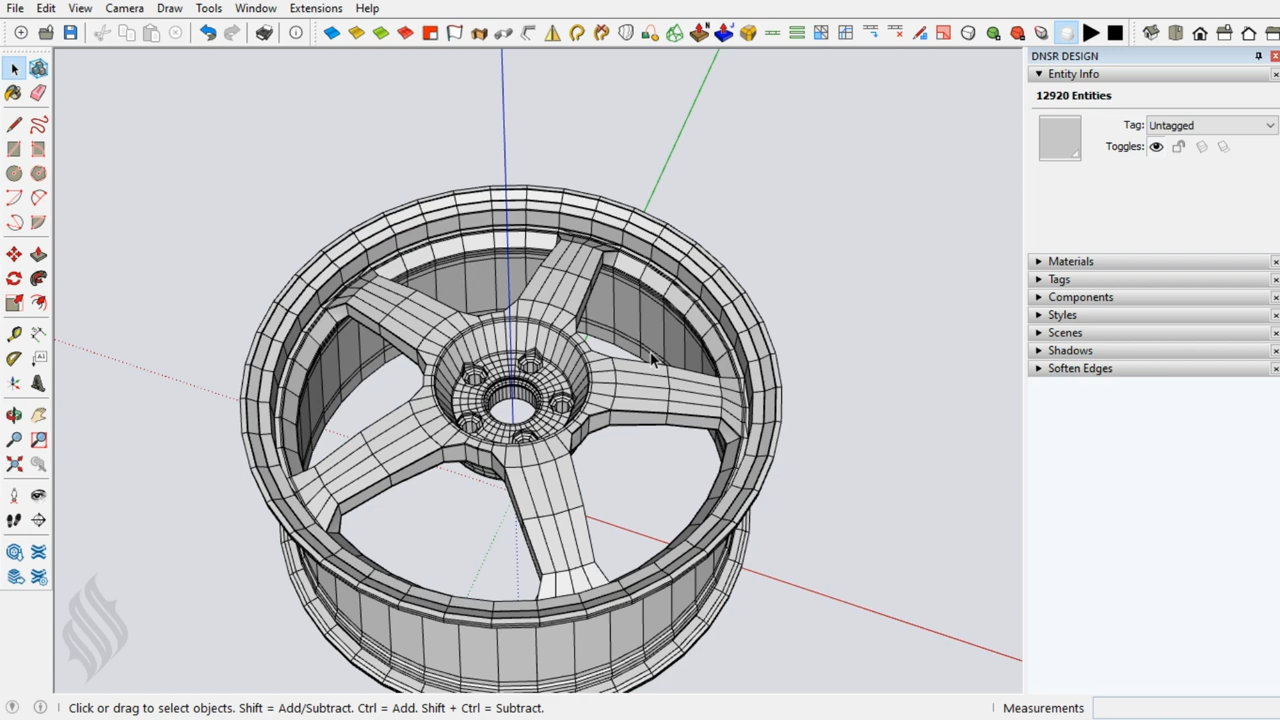 File Edit View Camera Draw Tools Window Extensions Help
DNSR DESIGN
Entity Info
12920 Entities
Tag: Untagged
Toggles:
Materials
Tags
Components
Styles
Scenes
Shadows
Soften Edges
Click or drag to select objects. Shift = Add/Subtract. Ctrl = Add. Shift + Ctrl = Subtract.
Measurements